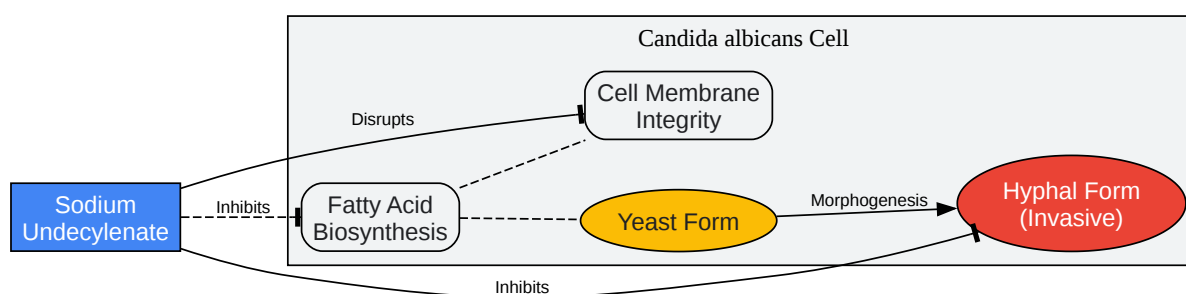 Candida albicans Cell
Cell Membrane
Integrity
Disrupts
Sodium
Undecylenate
Inhibits
Fatty Acid
Biosynthesis
Yeast Form
Morphogenesis
Hyphal Form
(Invasive)
Inhibits